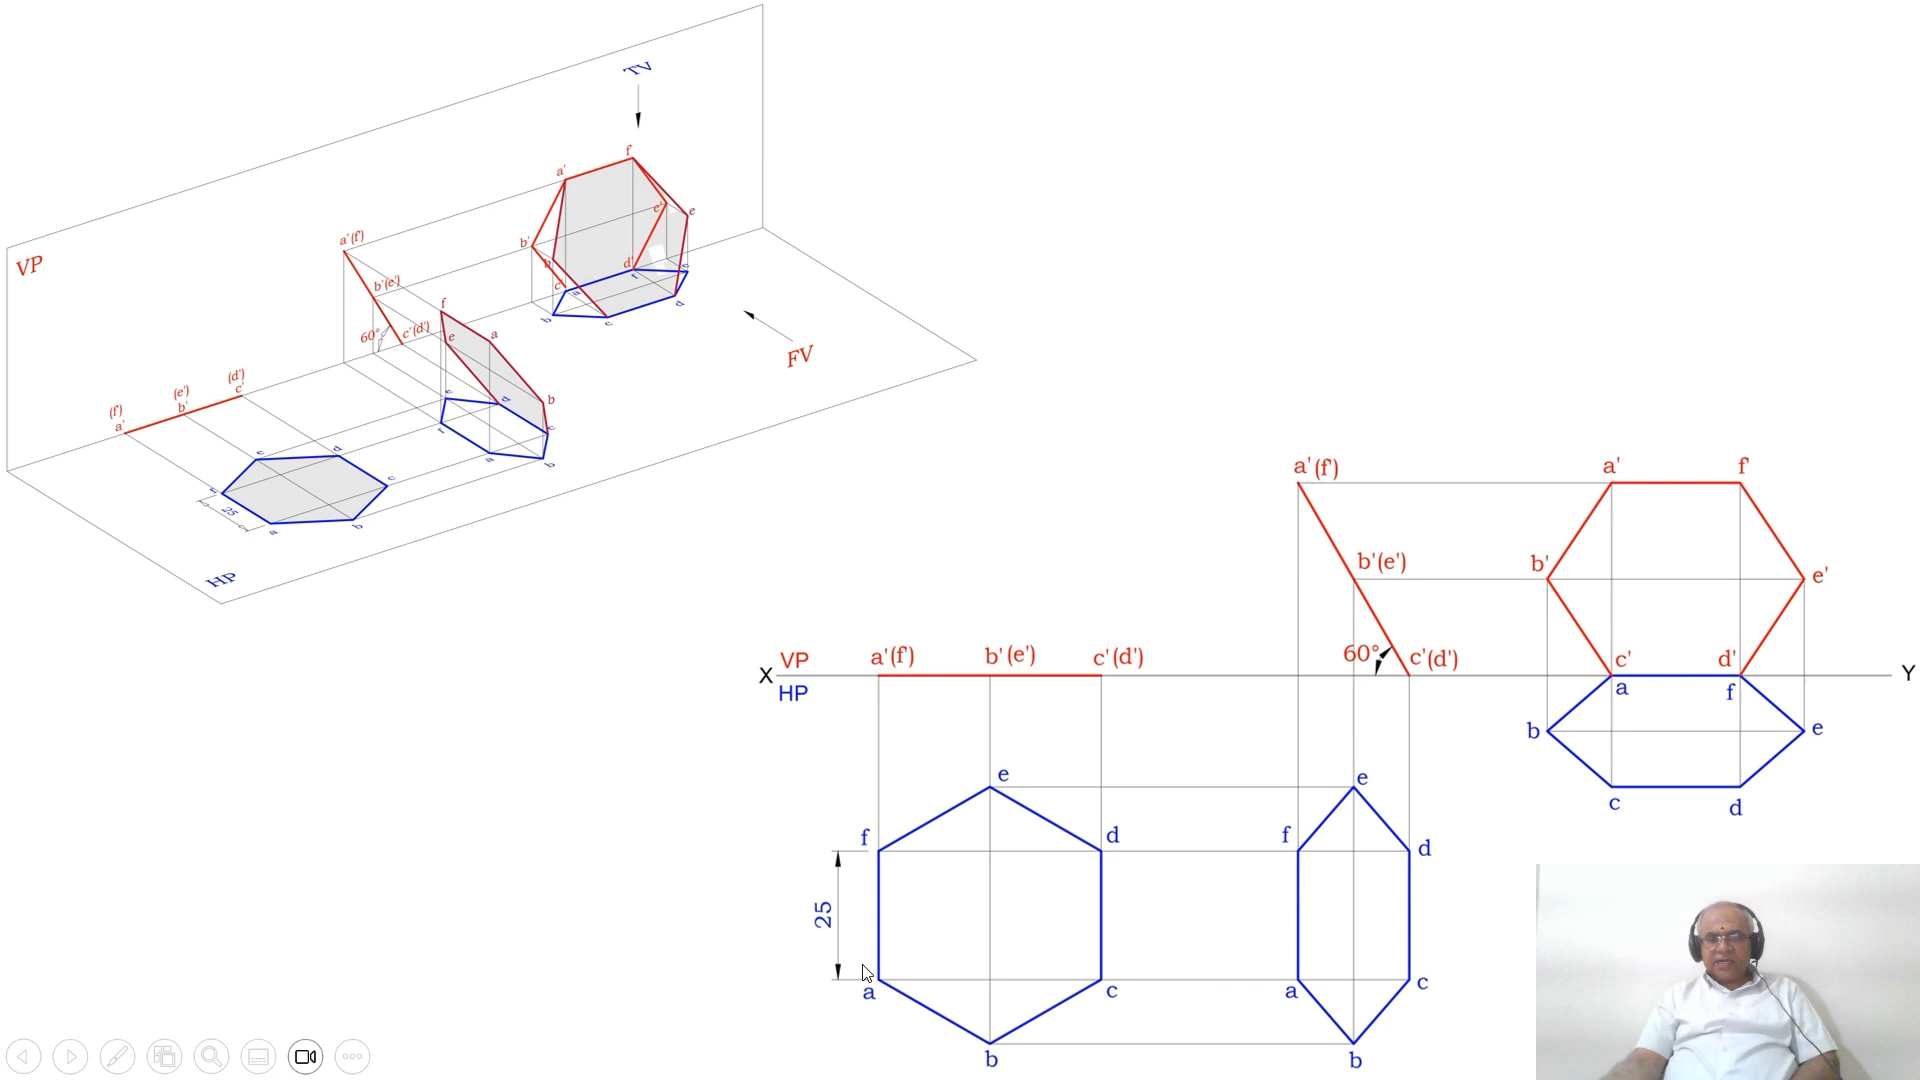 TV
f'
a'
e'
e
b'
b
d'
f
c'
a
e
b
c
d
FV
VP
a'(f')
b'(e')
60°
c'(d')
f
a
e
b
c
e
d
f
a
b
(d')
c'
(e')
b'
(f')
a'
e
d
c
f
25
a
b
HP
a'(f')
a'
f'
b'(e')
b'
e'
X
VP
HP
a'(f')
b'(e')
c'(d')
60°
c'(d')
c'
d'
Y
a
f
b
e
c
d
e
e
f
d
f
d
25
a
c
a
c
b
b